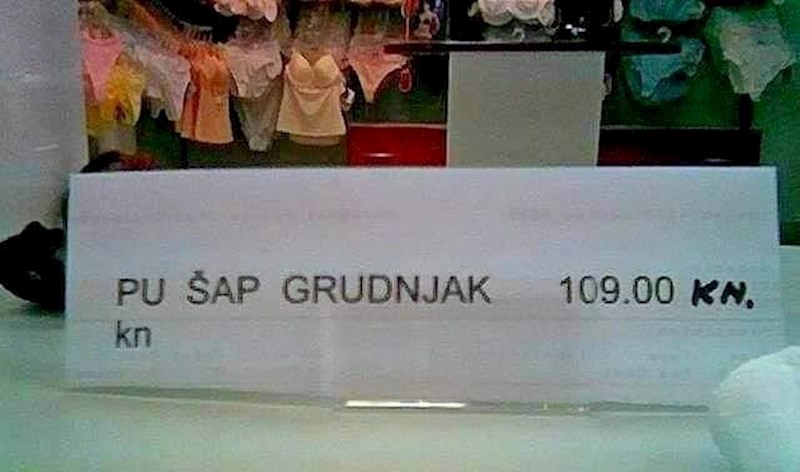 PU ŠAP GRUDNJAK 109.00 KN.
kn